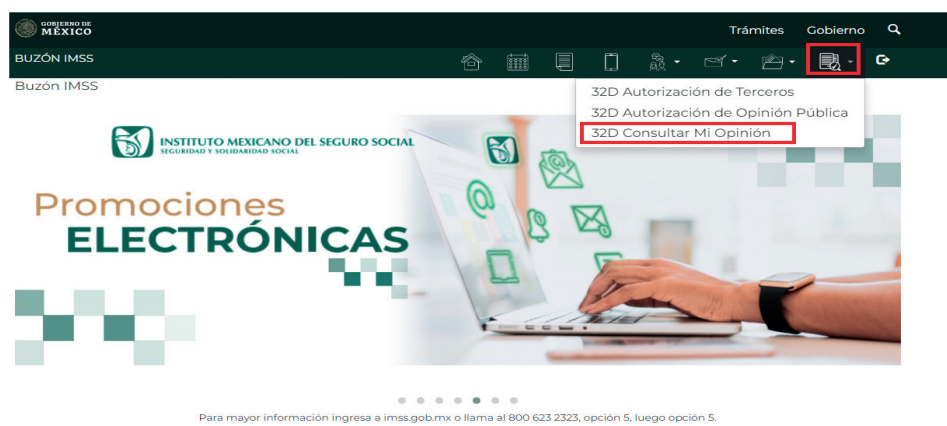 GOBIERNO DE
MÉXICO
Trámites Gobierno
BUZÓN IMSS
Buzón IMSS
32D Autorización de Terceros
32D Autorización de Opinión Pública
32D Consultar Mi Opinión
INSTITUTO MEXICANO DEL SEGURO SOCIAL
SEGURIDAD Y SOLIDARIDAD SOCIAL
Promociones
ELECTRÓNICAS
Para mayor información ingresa a imss.gob.mx o llama al 800 623 2323, opción 5, luego opción 5.